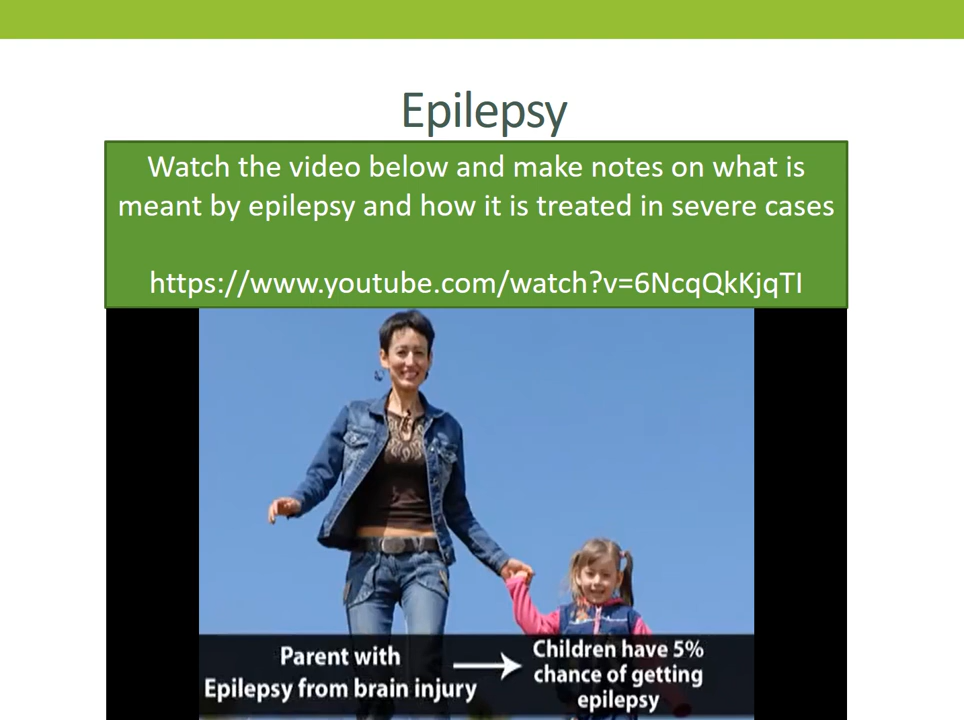 Epilepsy
Watch the video below and make notes on what is
meant by epilepsy and how it is treated in severe cases
https://www.youtube.com/watch?v=6NcqQkKjqTI
Parent with
Epilepsy from brain injury
Children have 5%
chance of getting
epilepsy